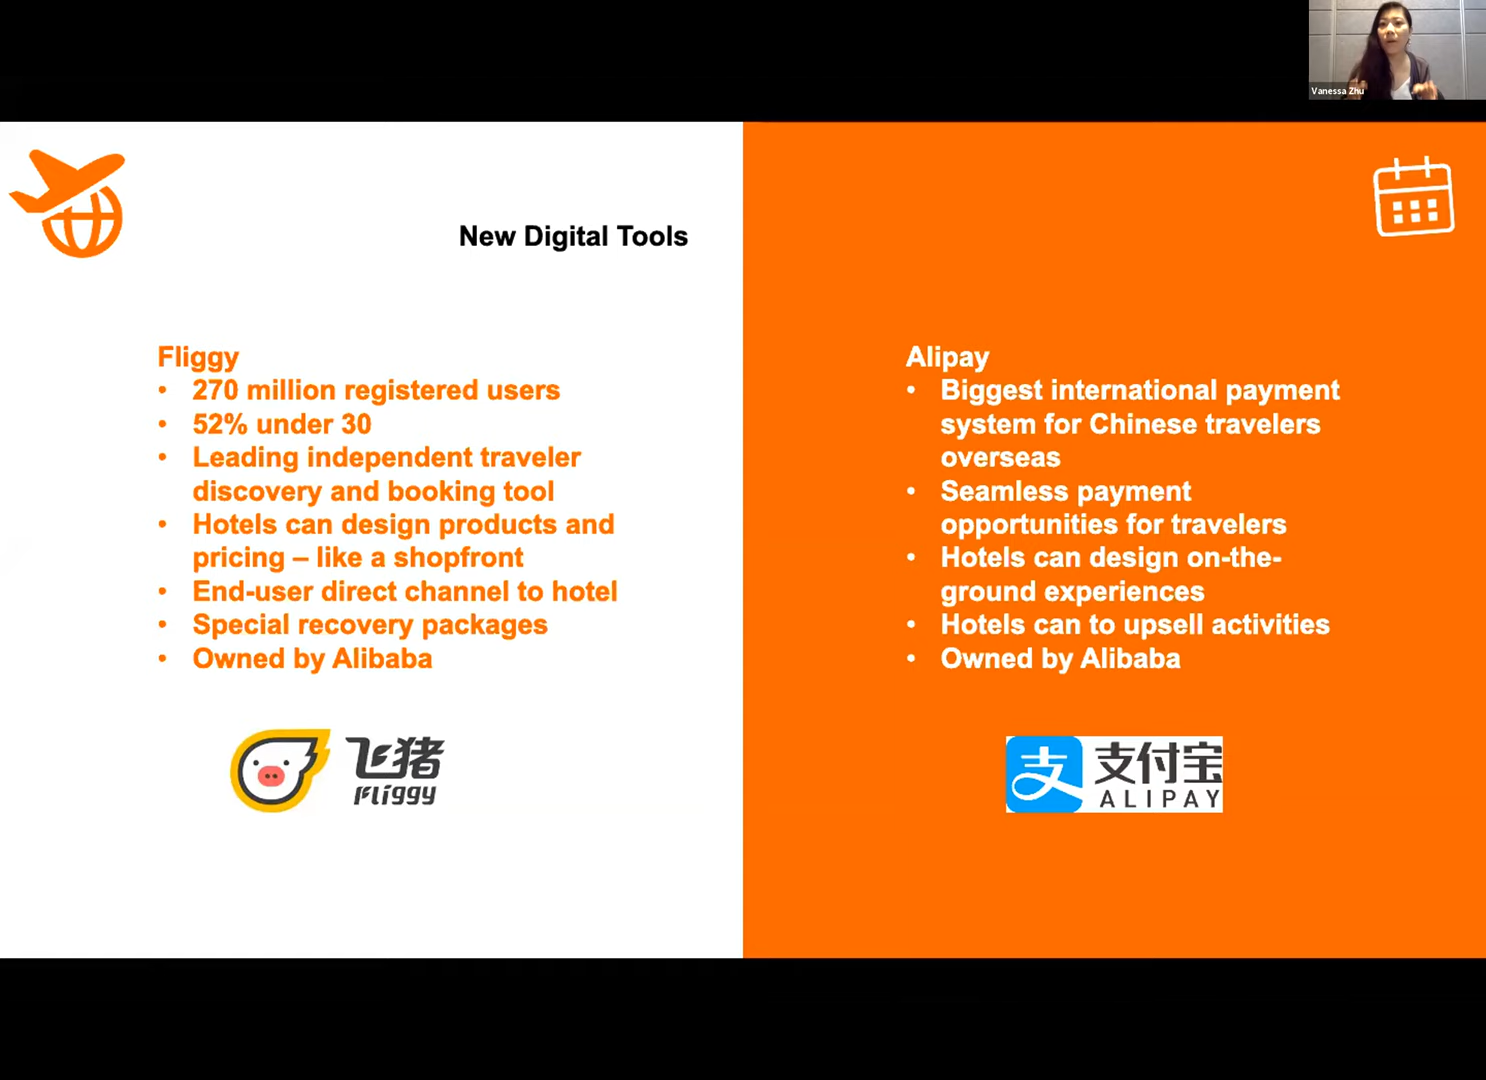 Vanessa Zhu
New Digital Tools
Fliggy
• 270 million registered users
• 52% under 30
• Leading independent traveler
discovery and booking tool
• Hotels can design products and
pricing – like a shopfront
• End-user direct channel to hotel
• Special recovery packages
• Owned by Alibaba
飞猪
Fliggy
Alipay
• Biggest international payment
system for Chinese travelers
overseas
• Seamless payment
opportunities for travelers
• Hotels can design on-the-
ground experiences
• Hotels can to upsell activities
• Owned by Alibaba
支 支付宝
ALIPAY